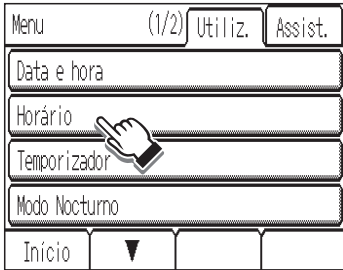 Menu (1/2) Utiliz. Assist.
Data e hora
Horário
Temporizador
Modo Nocturno
Início ▼